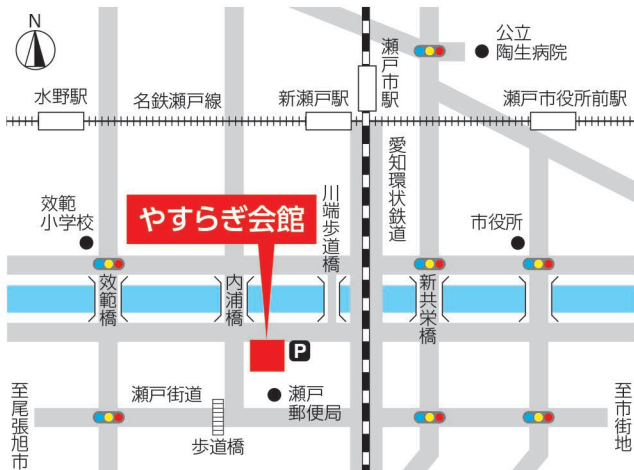 N
公立
陶生病院
瀬戸市駅
水野駅
名鉄瀬戸線
新瀬戸駅
瀬戸市役所前駅
愛知環状鉄道
川端歩道橋
効範
小学校
やすらぎ会館
市役所
効範橋
内浦橋
新共栄橋
P
至尾張旭市
瀬戸街道
瀬戸
郵便局
至市街地
歩道橋